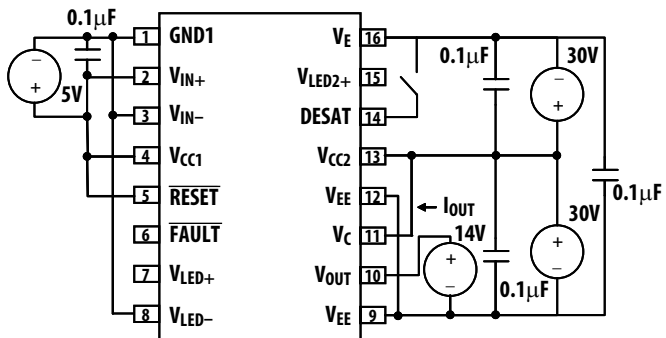 0.1µF
1 GND1
2 VIN+
3 VIN-
4 VCC1
5 RESET
6 FAULT
7 VLED+
8 VLED-
− + 5V
VE 16
VLED2+ 15
DESAT 14
VCC2 13
VEE 12
VC 11
VOUT 10
VEE 9
0.1µF
30V
− +
0.1µF
IOUT
14V
+ −
0.1µF
30V
+ −